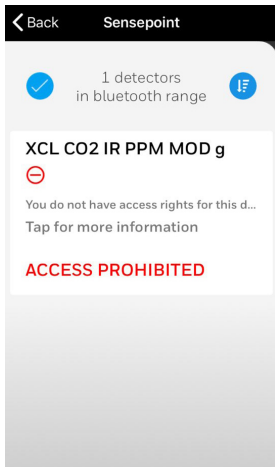 Back Sensepoint
1 detectors
in bluetooth range
XCL CO2 IR PPM MOD g
You do not have access rights for this d...
Tap for more information
ACCESS PROHIBITED